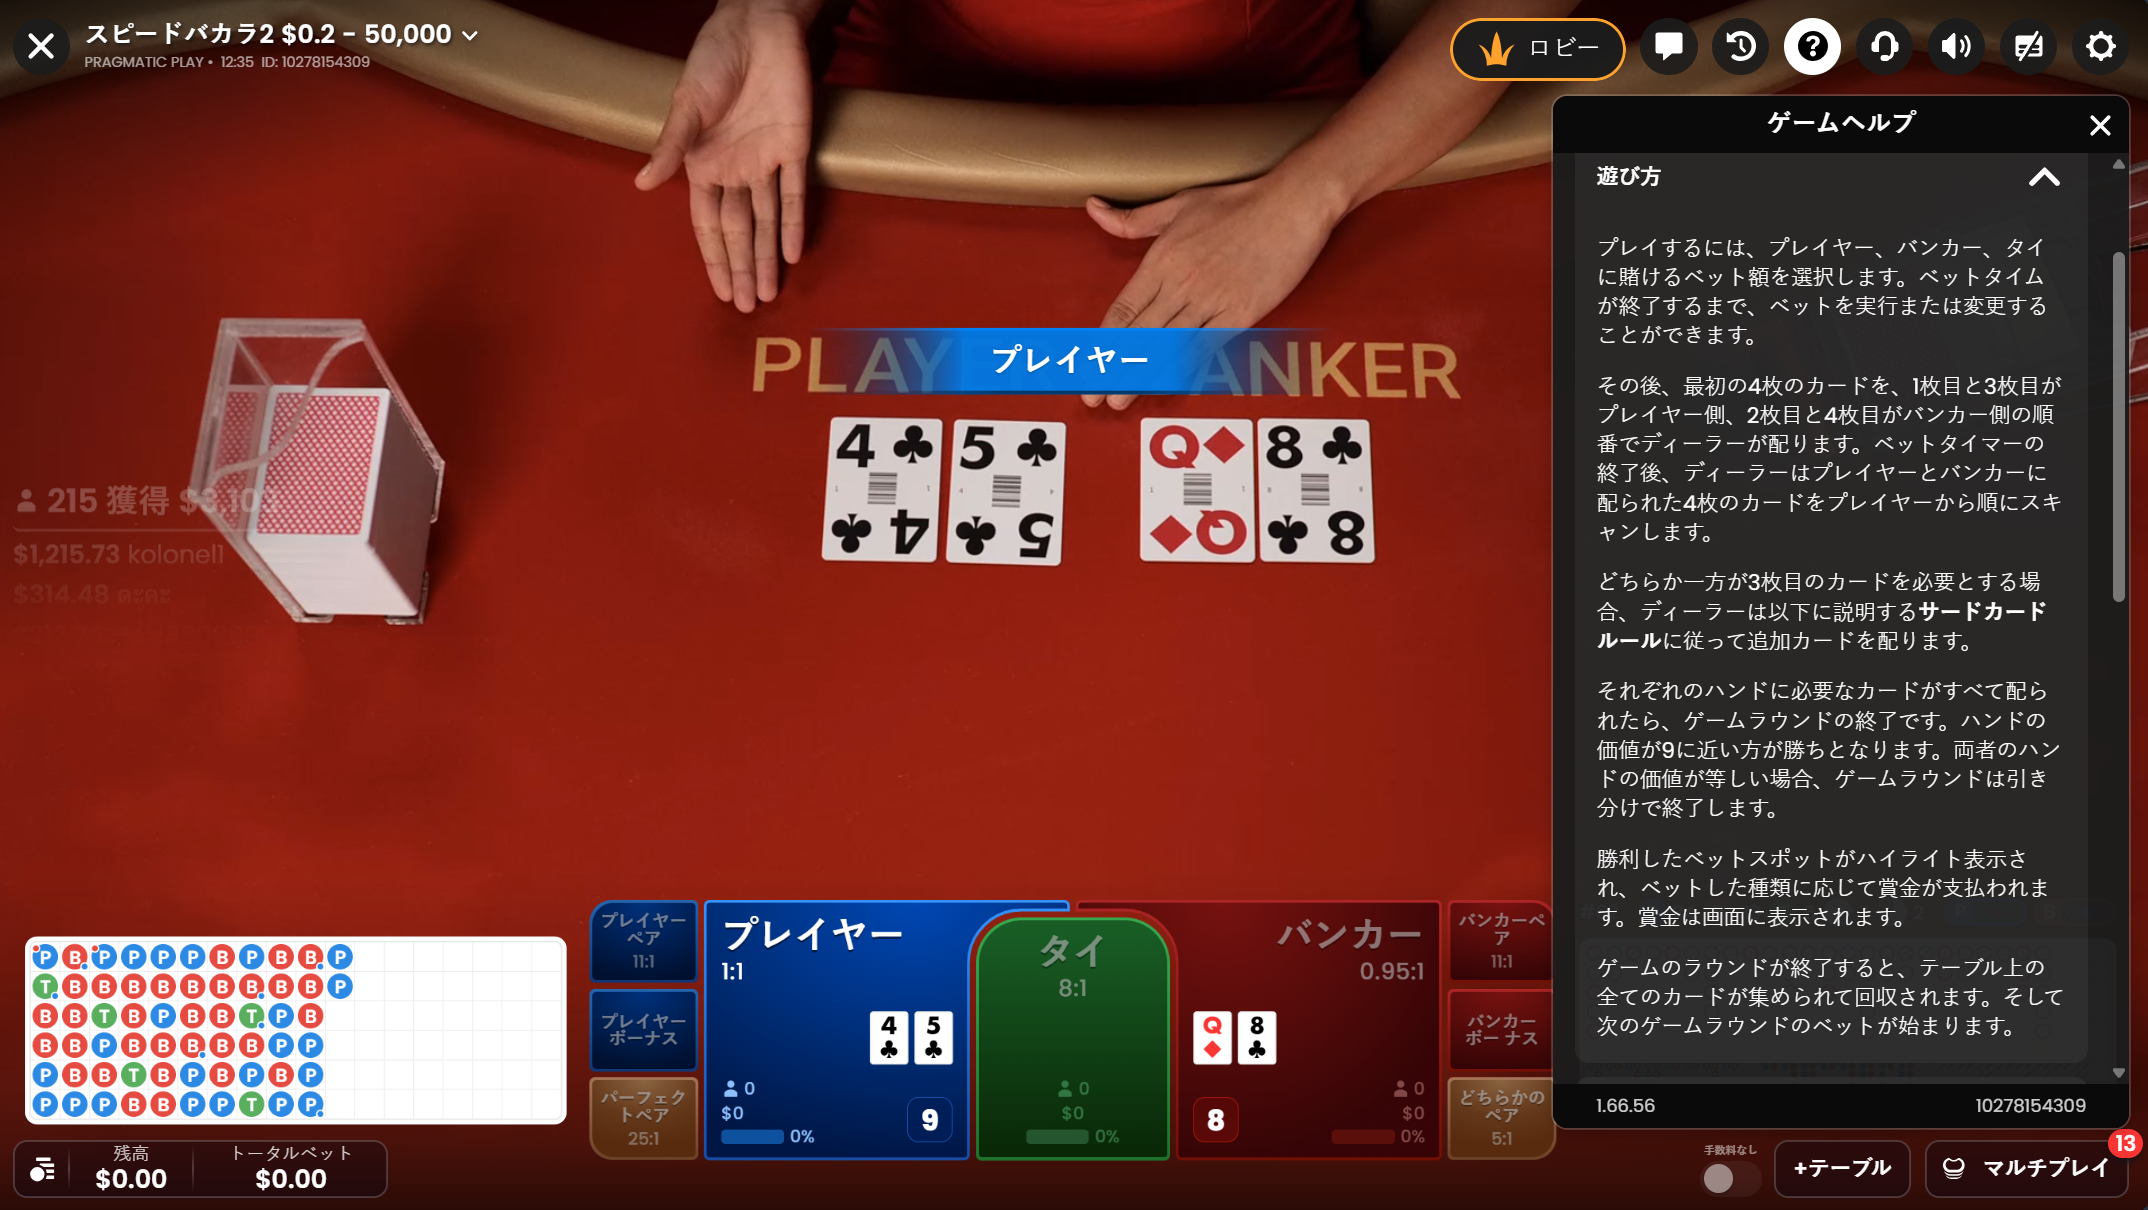 スピードバカラ2 $0.2 - 50,000
PRAGMATIC PLAY • 12:35 ID: 10278154309
ロビー
ゲームヘルプ
遊び方
プレイするには、プレイヤー、バンカー、タイ
に賭けるベット額を選択します。ベットタイム
が終了するまで、ベットを実行または変更する
ことができます。
その後、最初の4枚のカードを、1枚目と3枚目が
プレイヤー側、2枚目と4枚目がバンカー側の順
番でディーラーが配ります。ベットタイマーの
終了後、ディーラーはプレイヤーとバンカーに
配られた4枚のカードをプレイヤーから順にスキ
ャンします。
どちらか一方が3枚目のカードを必要とする場
合、ディーラーは以下に説明するサードカード
ルールに従って追加カードを配ります。
それぞれのハンドに必要なカードがすべて配ら
れたら、ゲームラウンドの終了です。ハンドの
価値が9に近い方が勝ちとなります。両者のハン
ドの価値が等しい場合、ゲームラウンドは引き
分けで終了します。
勝利したベットスポットがハイライト表示さ
れ、ベットした種類に応じて賞金が支払われま
す。賞金は画面に表示されます。
ゲームのラウンドが終了すると、テーブル上の
全てのカードが集められて回収されます。そして
次のゲームラウンドのベットが始まります。
1.66.56 10278154309
プレイヤー
PLAY ANKER
4 5 Q 8
4 5 Q 8
215 獲得 $3,103
$1,215.73 kolonel1
$314.48 ดะคะ
P B P P P P B P B B P
T B B B B B B B B B P
B B T B P B B T P B
B B P B B B B B P P
P B B T B P B P B P
P P P B B P P T P P
プレイヤー
ペア
11:1
プレイヤー
ボーナス
パーフェク
トペア
25:1
プレイヤー
1:1
4 5
0
$0
0%
9
タイ
8:1
0
$0
0%
バンカー
0.95:1
Q 8
0
$0
0%
8
バンカーペ
ア
11:1
バンカー
ボーナス
どちらかの
ペア
5:1
残高
$0.00
トータルベット
$0.00
手数料なし
+テーブル
マルチプレイ
13